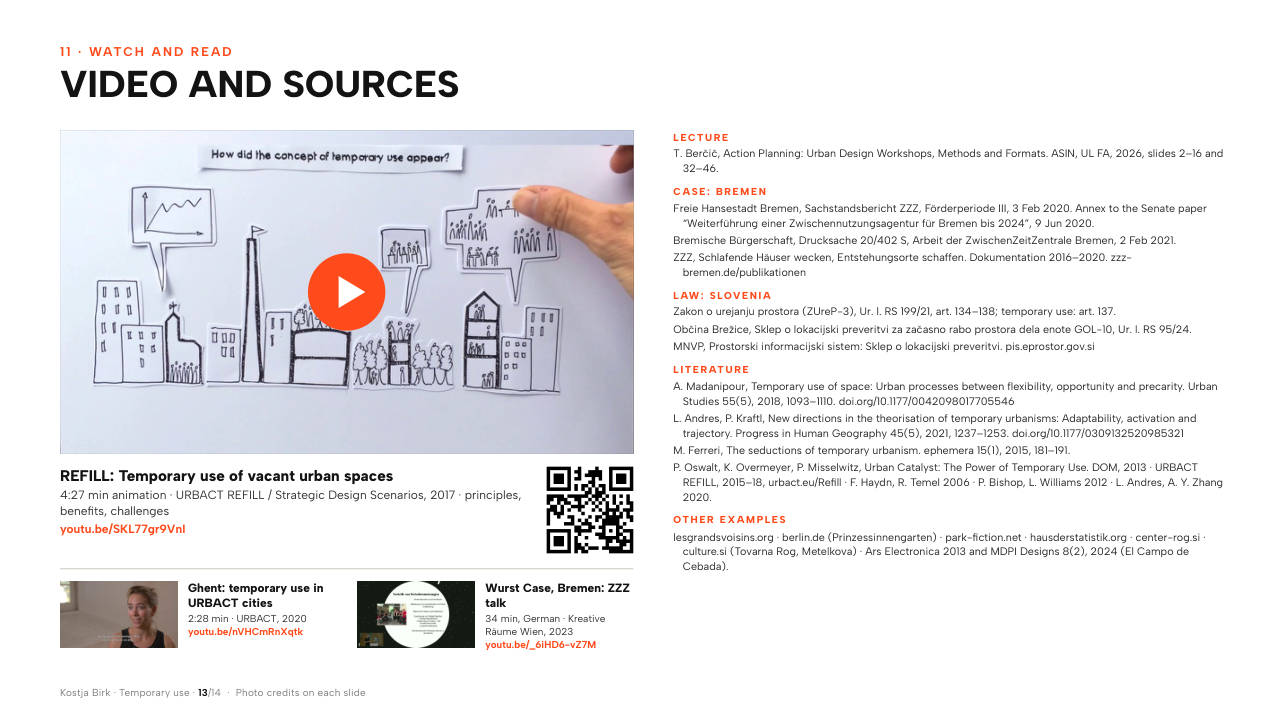 11 · WATCH AND READ
VIDEO AND SOURCES
How did the concept of temporary use appear?
REFILL: Temporary use of vacant urban spaces
4:27 min animation · URBACT REFILL / Strategic Design Scenarios, 2017 · principles,
benefits, challenges
youtu.be/SKL77gr9VnI
Ghent: temporary use in
URBACT cities
2:28 min · URBACT, 2020
youtu.be/nVHCmRnXqtk
Wurst Case, Bremen: ZZZ
talk
34 min, German · Kreative
Räume Wien, 2023
youtu.be/_6iHD6-vZ7M
LECTURE
T. Berčič, Action Planning: Urban Design Workshops, Methods and Formats. ASIN, UL FA, 2026, slides 2–16 and
32–46.
CASE: BREMEN
Freie Hansestadt Bremen, Sachstandsbericht ZZZ, Förderperiode III, 3 Feb 2020. Annex to the Senate paper
“Weiterführung einer Zwischennutzungsagentur für Bremen bis 2024”, 9 Jun 2020.
Bremische Bürgerschaft, Drucksache 20/402 S, Arbeit der ZwischenZeitZentrale Bremen, 2 Feb 2021.
ZZZ, Schlafende Häuser wecken, Entstehungsorte schaffen. Dokumentation 2016–2020. zzz-
bremen.de/publikationen
LAW: SLOVENIA
Zakon o urejanju prostora (ZUreP-3), Ur. l. RS 199/21, art. 134–138; temporary use: art. 137.
Občina Brežice, Sklep o lokacijski preveritvi za začasno rabo prostora dela enote GOL-10, Ur. l. RS 95/24.
MNVP, Prostorski informacijski sistem: Sklep o lokacijski preveritvi. pis.eprostor.gov.si
LITERATURE
A. Madanipour, Temporary use of space: Urban processes between flexibility, opportunity and precarity. Urban
Studies 55(5), 2018, 1093–1110. doi.org/10.1177/0042098017705546
L. Andres, P. Kraftl, New directions in the theorisation of temporary urbanisms: Adaptability, activation and
trajectory. Progress in Human Geography 45(5), 2021, 1237–1253. doi.org/10.1177/0309132520985321
M. Ferreri, The seductions of temporary urbanism. ephemera 15(1), 2015, 181–191.
P. Oswalt, K. Overmeyer, P. Misselwitz, Urban Catalyst: The Power of Temporary Use. DOM, 2013 · URBACT
REFILL, 2015–18, urbact.eu/Refill · F. Haydn, R. Temel 2006 · P. Bishop, L. Williams 2012 · L. Andres, A. Y. Zhang
2020.
OTHER EXAMPLES
lesgrandsvoisins.org · berlin.de (Prinzessinnengarten) · park-fiction.net · hausderstatistik.org · center-rog.si ·
culture.si (Tovarna Rog, Metelkova) · Ars Electronica 2013 and MDPI Designs 8(2), 2024 (El Campo de
Cebada).
Kostja Birk · Temporary use · 13/14 · Photo credits on each slide